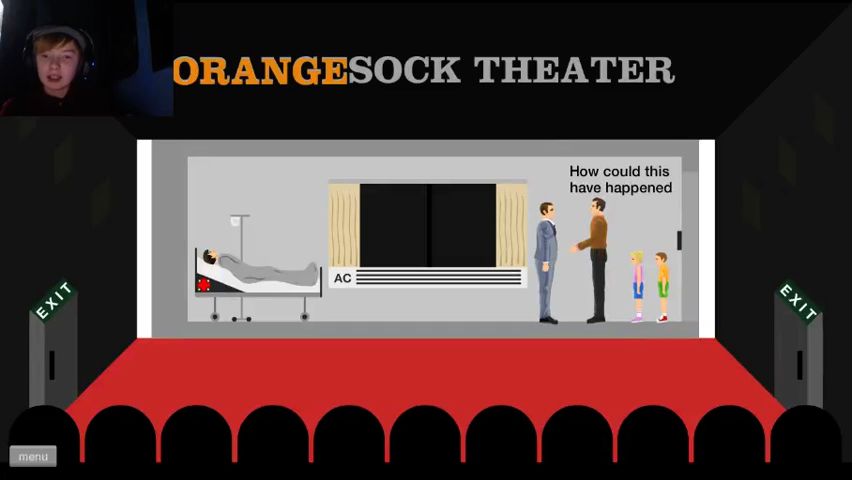 ORANGESOCK THEATER
How could this
have happened
AC
EXIT
EXIT
menu